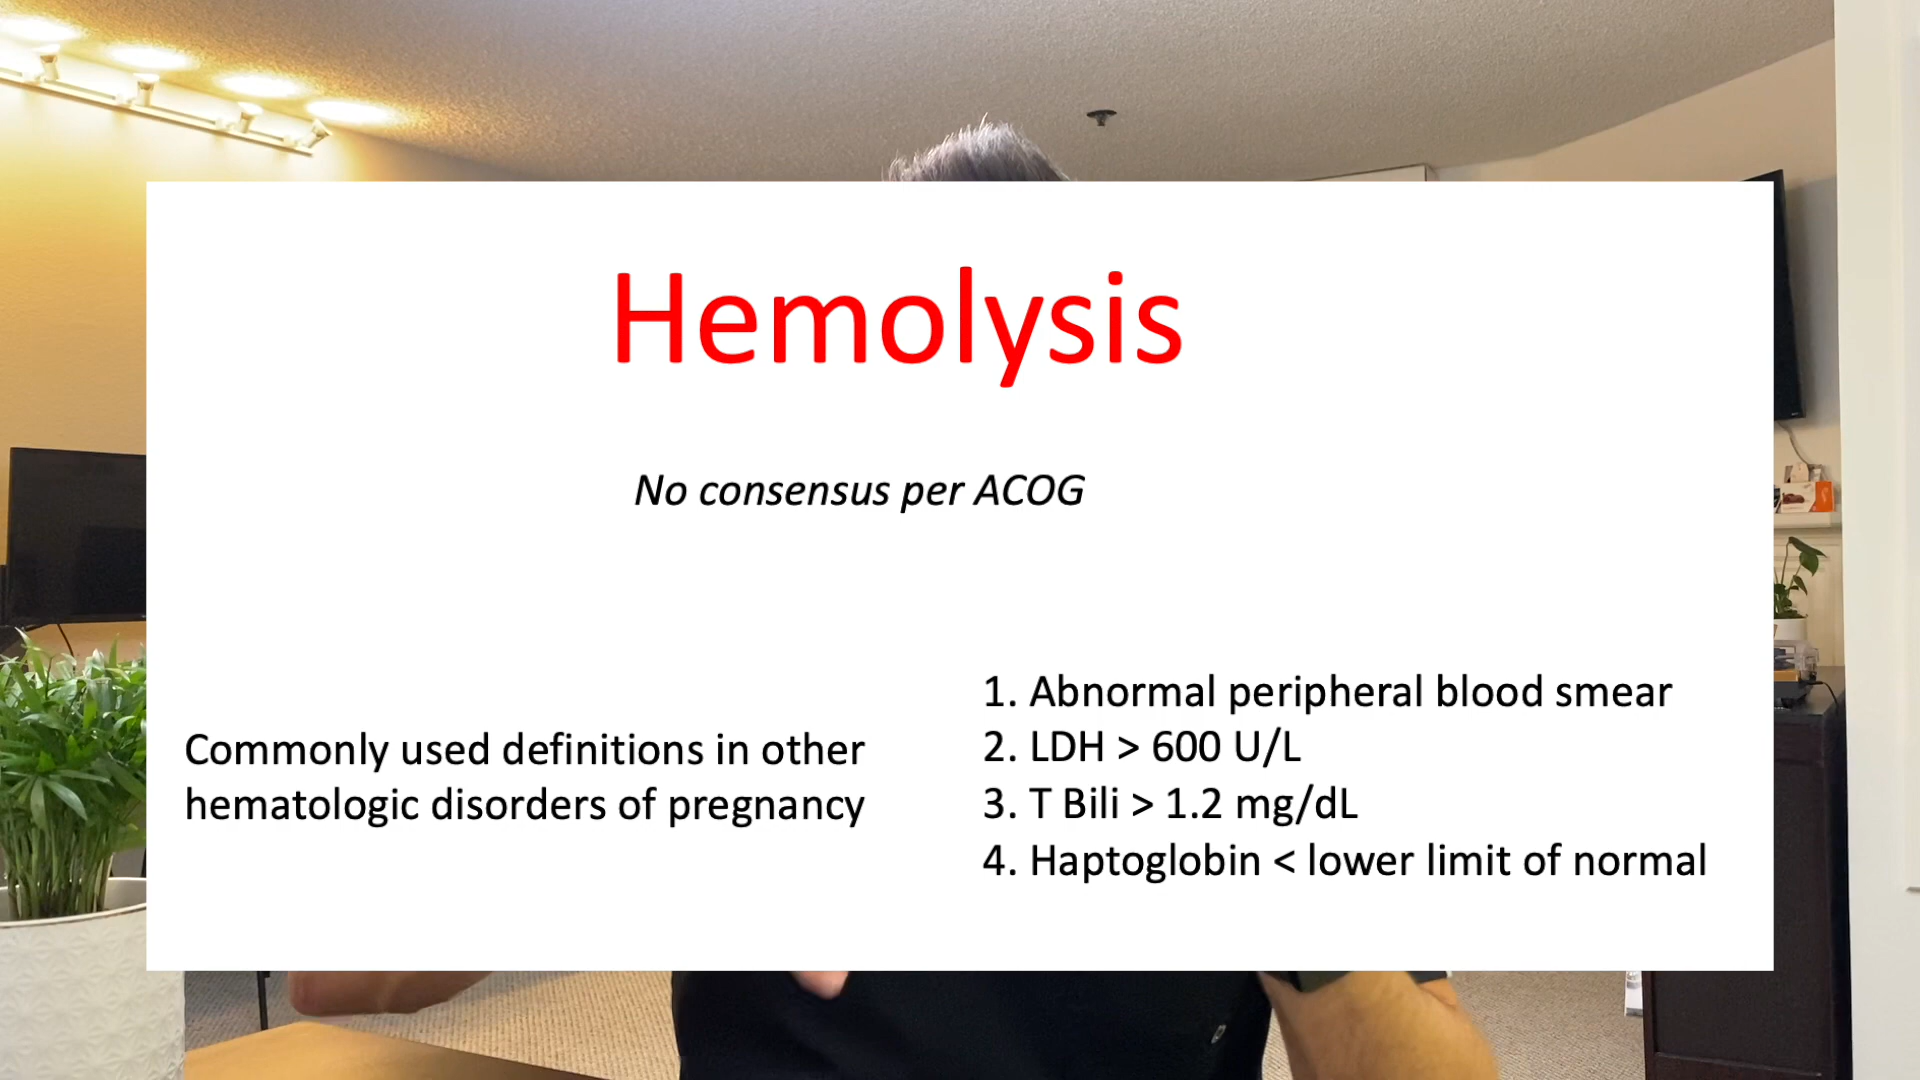 Hemolysis
No consensus per ACOG
Commonly used definitions in other
hematologic disorders of pregnancy
1. Abnormal peripheral blood smear
2. LDH > 600 U/L
3. T Bili > 1.2 mg/dL
4. Haptoglobin < lower limit of normal